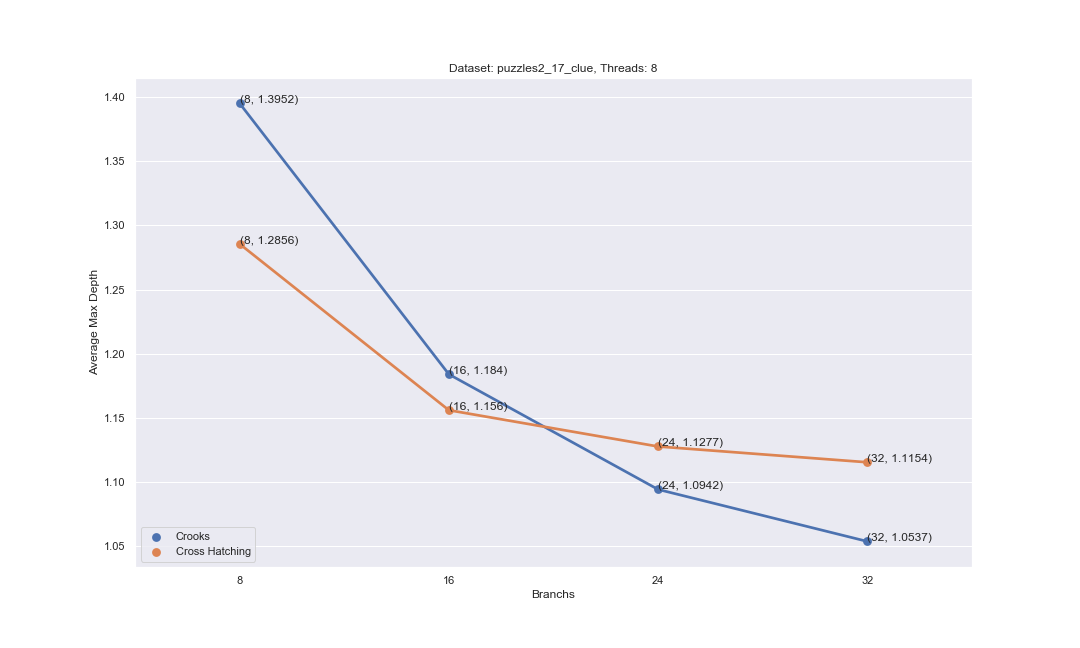 Dataset: puzzles2_17_clue, Threads: 8
Average Max Depth
1.40
1.35
1.30
1.25
1.20
1.15
1.10
1.05
(8, 1.3952)
(8, 1.2856)
(16, 1.184)
(16, 1.156)
(24, 1.1277)
(24, 1.0942)
(32, 1.1154)
(32, 1.0537)
Crooks
Cross Hatching
8 16 24 32
Branchs